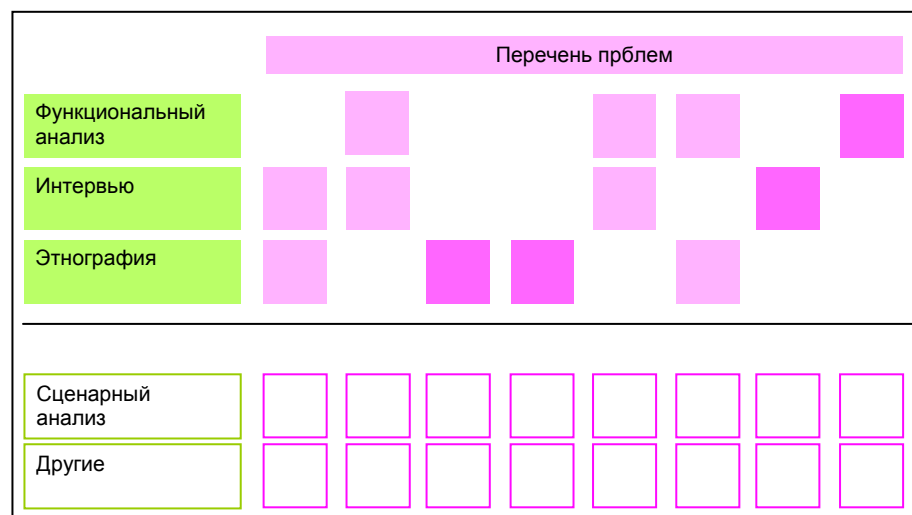 Перечень прблем
Функциональный
анализ
Интервью
Этнография
Сценарный
анализ
Другие